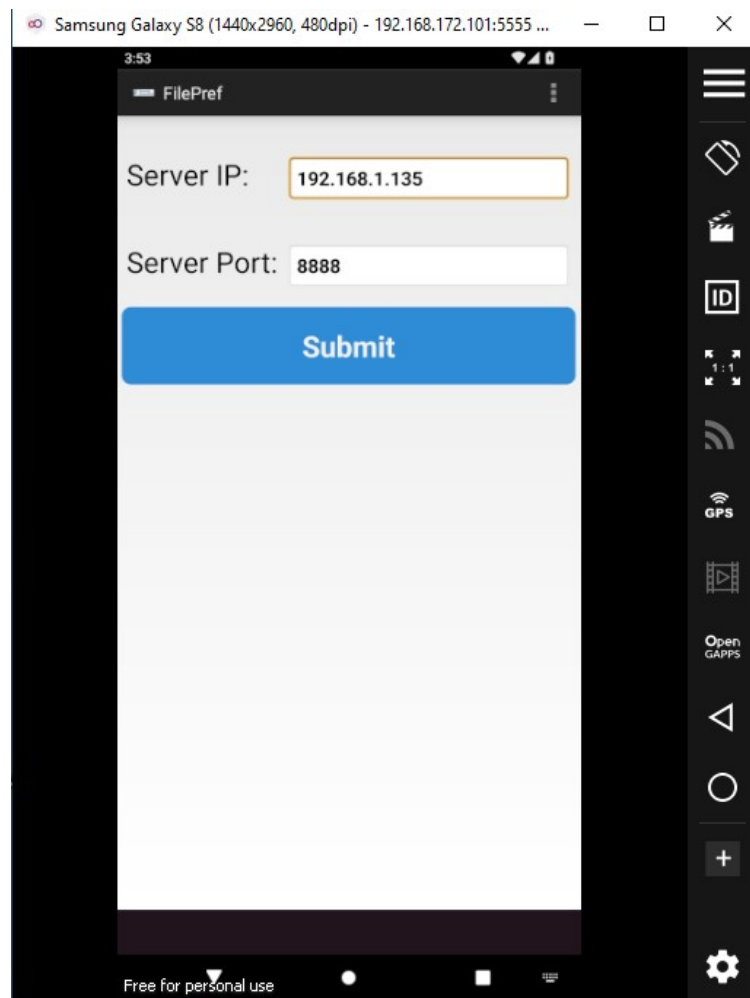 Samsung Galaxy S8 (1440x2960, 480dpi) - 192.168.172.101:5555 ...
3:53
FilePref
Server IP: 192.168.1.135
Server Port: 8888
Submit
ID
1:1
GPS
Open
GAPPS
Free for personal use